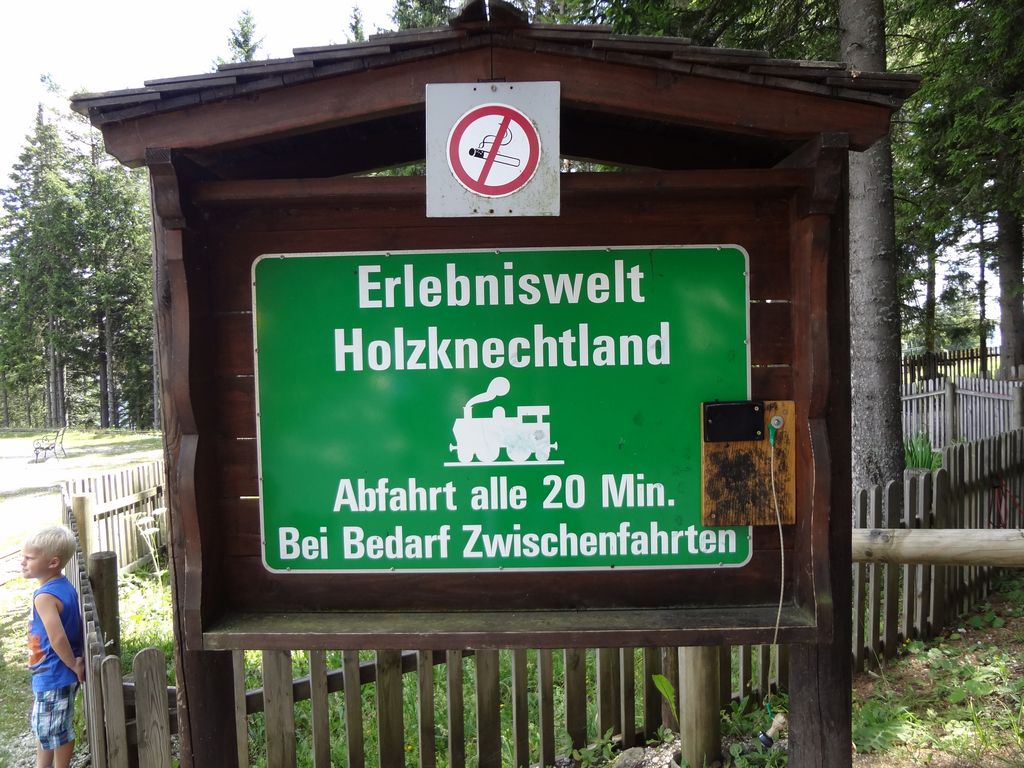 Erlebniswelt
Holzknechtland
Abfahrt alle 20 Min.
Bei Bedarf Zwischenfahrten